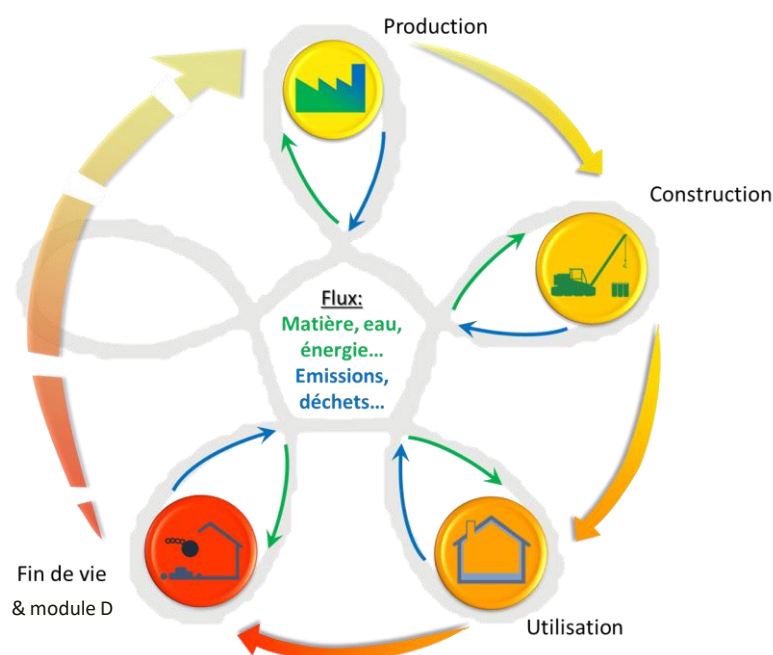 Production
Construction
Flux:
Matière, eau,
énergie...
Emissions,
déchets...
Fin de vie
& module D
Utilisation